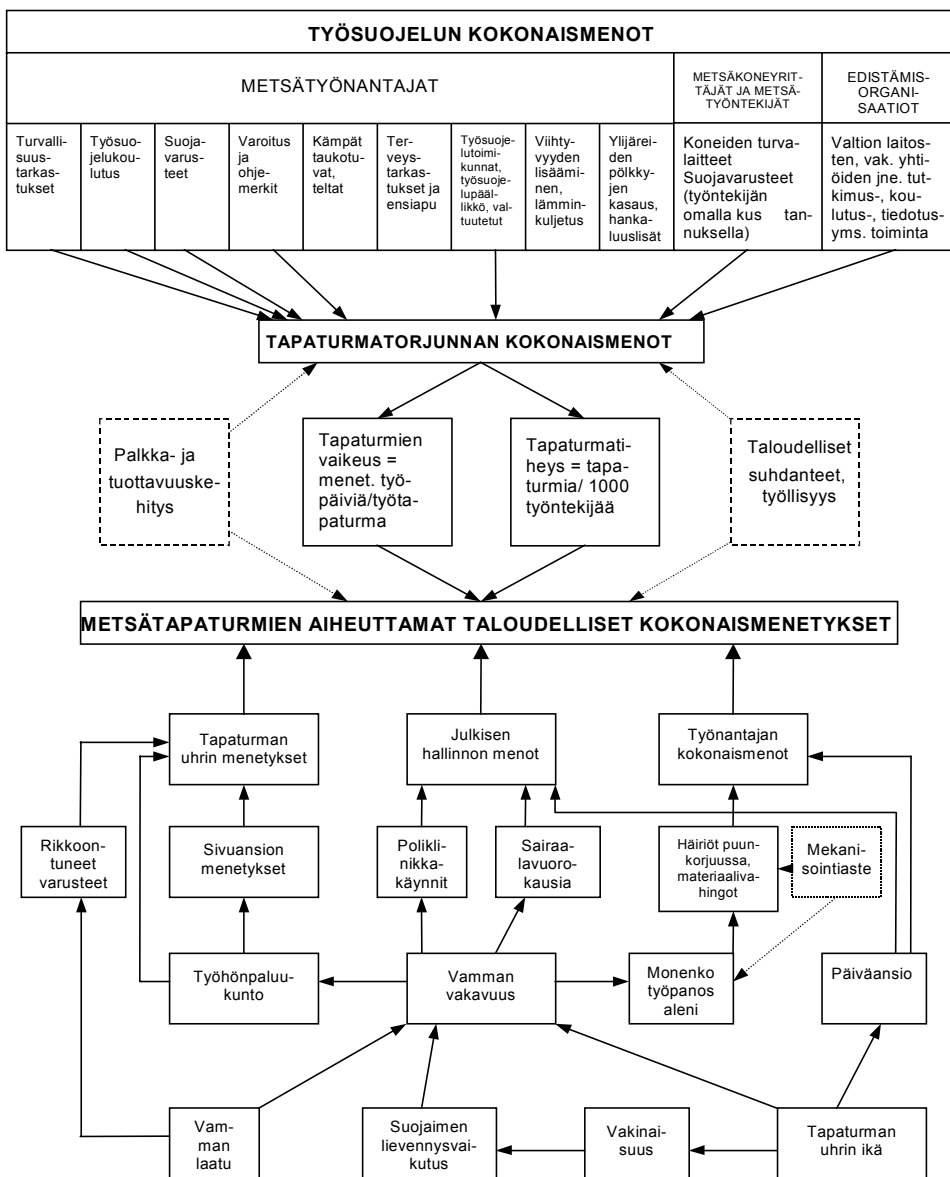 TYÖSUOJELUN KOKONAISMENOT
METSÄTYÖNANTAJAT
METSÄKONEYRIT-
TÄJÄT JA METSÄ-
TYÖNTEKIJÄT
EDISTÄMIS-
ORGANI-
SAATIOT
Turvalli-
suus-
tarkas-
tukset
Työsuo-
jelukou-
lutus
Suoja-
varus-
teet
Varoitus
ja
ohje-
merkit
Kämpät
taukotu-
vat,
teltat
Ter-
veys-
tarkas-
tukset ja
ensiapu
Työsuoje-
lutoimi-
kunnat,
työsuoje-
lupääl-
likkö, val-
tuutetut
Viihty-
vyyden
lisäämi-
nen,
lämmin-
kuljetus
Ylijärei-
den
pölkky-
jen
kasaus,
hanka-
luuslisät
Koneiden turva-
laitteet
Suojavarusteet
(työntekijän
omalla kus tan-
nuksella)
Valtion laitos-
ten, vak. yhti-
öiden jne. tut-
kimus-, kou-
lutus-, tiedotus-
yms. toiminta
TAPATURMATORJUNNAN KOKONAISMENOT
Palkka- ja
tuottavuuske-
hitys
Tapaturmien
vaikeus =
menet. työ-
päiviä/työta-
paturma
Tapaturmati-
heys = tapa-
turmia/ 1000
työntekijää
Taloudelliset
suhdanteet,
työllisyys
METSÄTAPATURMIEN AIHEUTTAMAT TALOUDELLISET KOKONAISMENETYKSET
Tapaturman
uhrin menetykset
Julkisen
hallinnon menot
Työnantajan
kokonaismenot
Rikkoon-
tuneet
varusteet
Sivuansion
menetykset
Polikli-
nikka-
käynnit
Sairaa-
lavuoro-
kausia
Häiriöt puun-
korjuussa,
materiaaliva-
hingot
Mekani-
sointiaste
Työhönpaluu-
kunto
Vamman
vakavuus
Monenko
työpanos
aleni
Päiväansio
Vam-
man
laatu
Suojaimen
lievennysvai-
kutus
Vakinai-
suus
Tapaturman
uhrin ikä